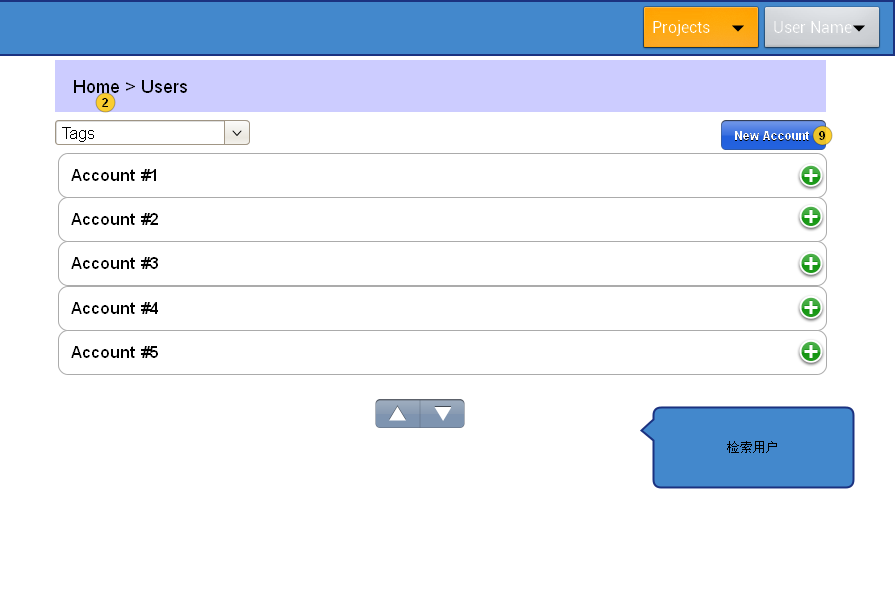 Projects
User Name
Home > Users
2
Tags
New Account
9
Account #1
Account #2
Account #3
Account #4
Account #5
检索用户